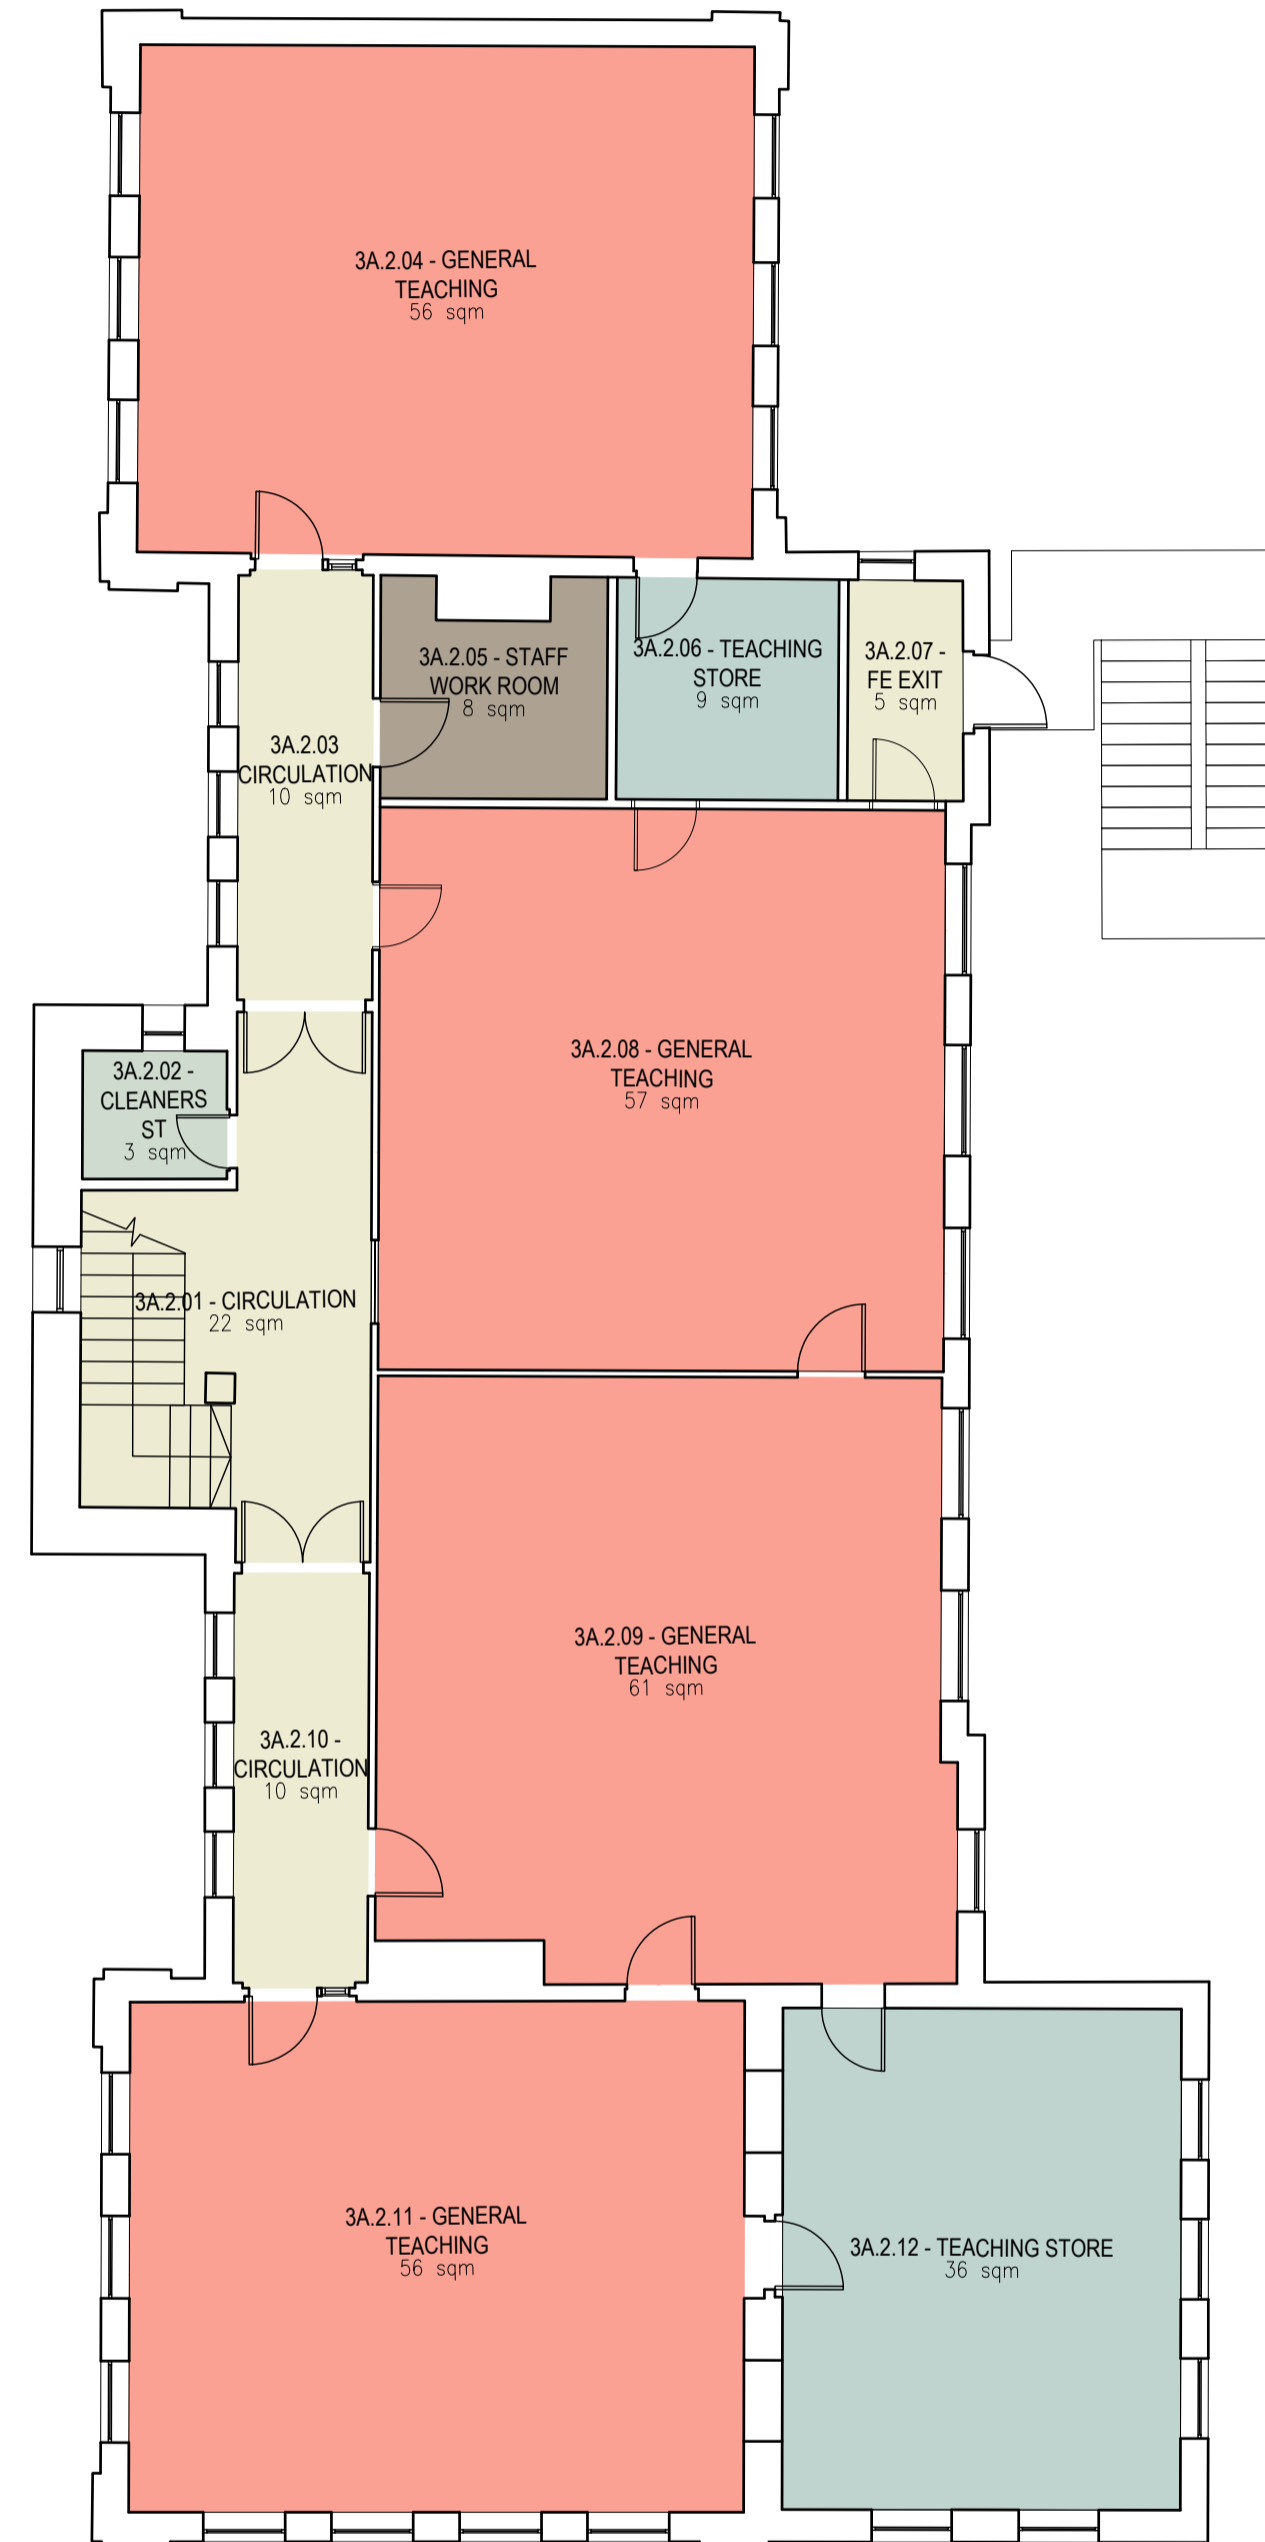 3A.2.04 - GENERAL
TEACHING
56 sqm
3A.2.05 - STAFF
WORK ROOM
8 sqm
3A.2.06 - TEACHING
STORE
9 sqm
3A.2.07 -
FE EXIT
5 sqm
3A.2.03
CIRCULATION
10 sqm
3A.2.08 - GENERAL
TEACHING
57 sqm
3A.2.02 -
CLEANERS
ST
3 sqm
3A.2.01 - CIRCULATION
22 sqm
3A.2.09 - GENERAL
TEACHING
61 sqm
3A.2.10 -
CIRCULATION
10 sqm
3A.2.11 - GENERAL
TEACHING
56 sqm
3A.2.12 - TEACHING STORE
36 sqm